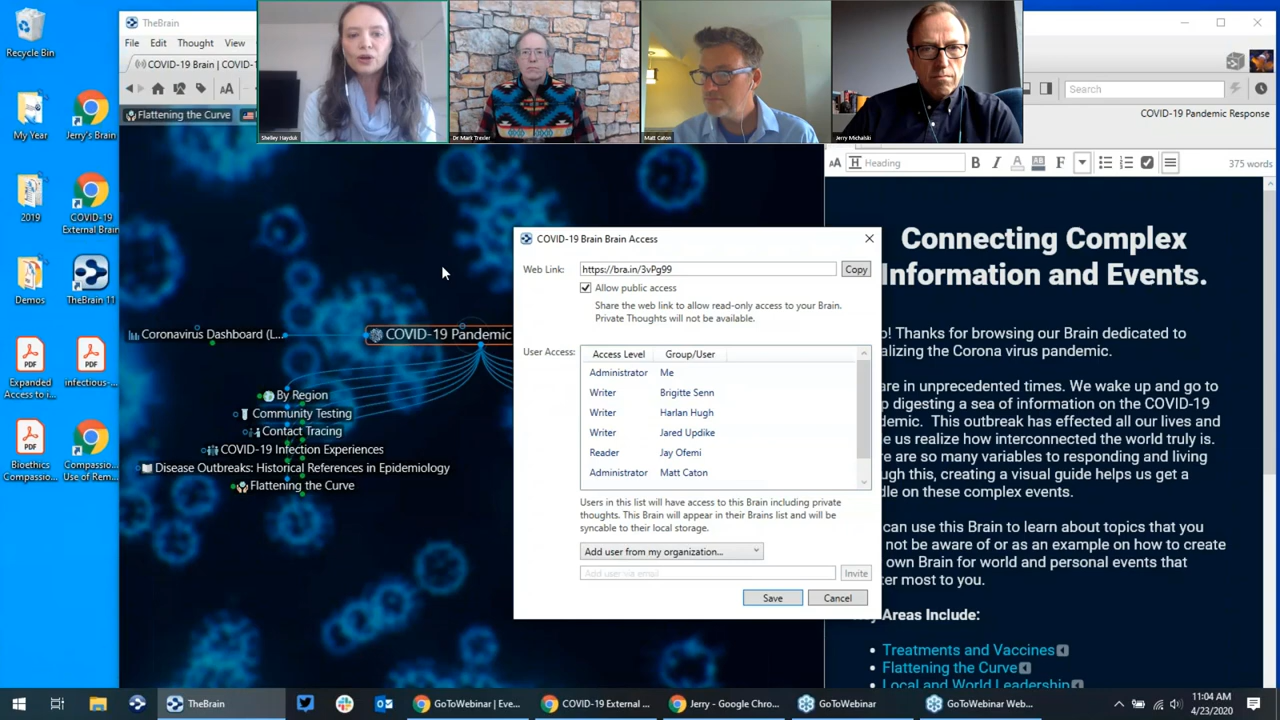 Recycle Bin
My Year
Jerry's Brain
2019
COVID-19
External Brain
Demos
TheBrain 11
Expanded
Access to i...
infectious-...
Bioethics
Compassio...
Compassio...
Use of Rem...
TheBrain
File Edit Thought View
COVID-19 Brain | COVID-1
Flattening the Curve
Shelley Hayduk
Dr Mark Trexler
Matt Caton
Jerry Michalski
Search
COVID-19 Pandemic Response
Heading
B I A AB F
375 words
Coronavirus Dashboard (L...
COVID-19 Pandemic
By Region
Community Testing
Contact Tracing
COVID-19 Infection Experiences
Disease Outbreaks: Historical References in Epidemiology
Flattening the Curve
COVID-19 Brain Brain Access
Web Link:
https://bra.in/3vPg99
Copy
Allow public access
Share the web link to allow read-only access to your Brain.
Private Thoughts will not be available.
User Access:
Access Level Group/User
Administrator Me
Writer Brigitte Senn
Writer Harlan Hugh
Writer Jared Updike
Reader Jay Ofemi
Administrator Matt Caton
Users in this list will have access to this Brain including private
thoughts. This Brain will appear in their Brains list and will be
syncable to their local storage.
Add user from my organization...
Add user via email
Invite
Save
Cancel
Connecting Complex
Information and Events.
! Thanks for browsing our Brain dedicated to
alizing the Corona virus pandemic.
are in unprecedented times. We wake up and go to
p digesting a sea of information on the COVID-19
demic. This outbreak has effected all our lives and
e us realize how interconnected the world truly is.
e are so many variables to responding and living
ugh this, creating a visual guide helps us get a
dle on these complex events.
can use this Brain to learn about topics that you
not be aware of or as an example on how to create
own Brain for world and personal events that
ter most to you.
Areas Include:
Treatments and Vaccines
Flattening the Curve
Local and World Leadership
TheBrain
GoToWebinar | Eve...
COVID-19 External ...
Jerry - Google Chro...
GoToWebinar
GoToWebinar Web...
11:04 AM
4/23/2020